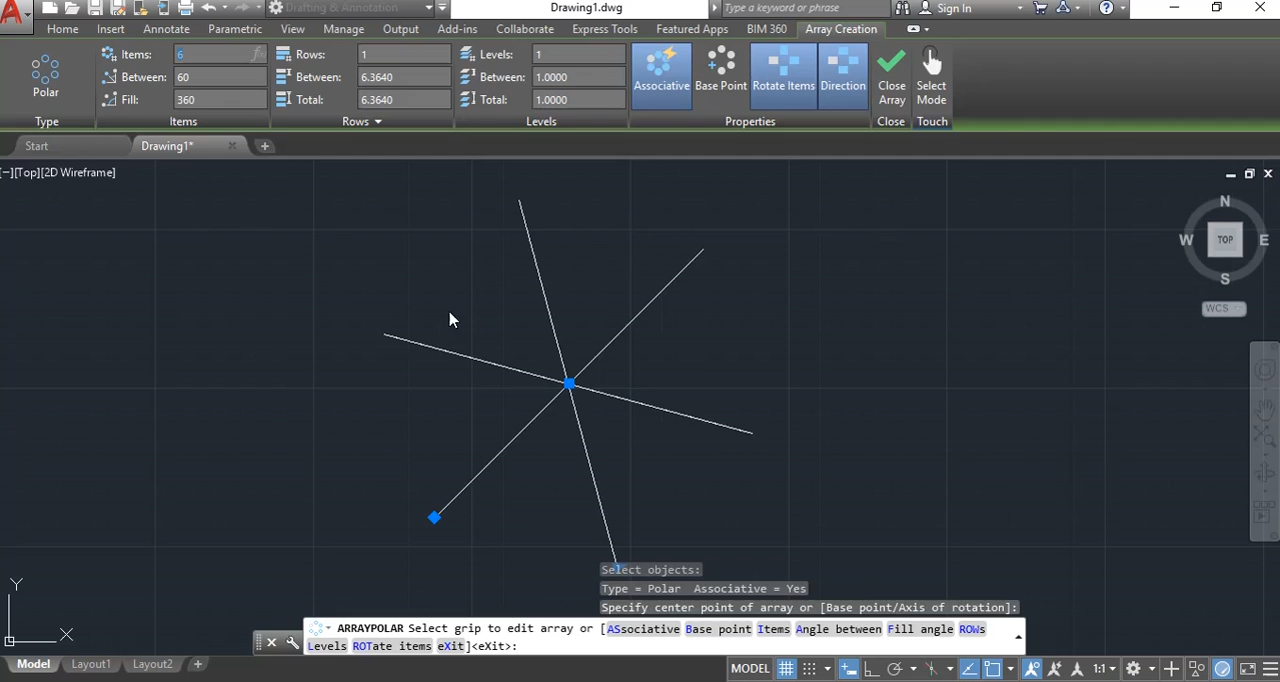 Drafting & Annotation Drawing1.dwg Type a keyword or phrase Sign In
Home Insert Annotate Parametric View Manage Output Add-ins Collaborate Express Tools Featured Apps BIM 360 Array Creation
Items: 6 Rows: 1 Levels: 1
Between: 60 Between: 6.3640 Between: 1.0000
Fill: 360 Total: 6.3640 Total: 1.0000
Polar
Associative Base Point Rotate Items Direction Close Array Select Mode
Type Items Rows Levels Properties Close Touch
Start Drawing1*
[−][Top][2D Wireframe]
N
W TOP E
S
WCS
Select objects:
Type = Polar Associative = Yes
Specify center point of array or [Base point/Axis of rotation]:
ARRAYPOLAR Select grip to edit array or [ASsociative Base point Items Angle between Fill angle ROWs
Levels ROTate items eXit]<eXit>:
Y
X
Model Layout1 Layout2 MODEL 1:1